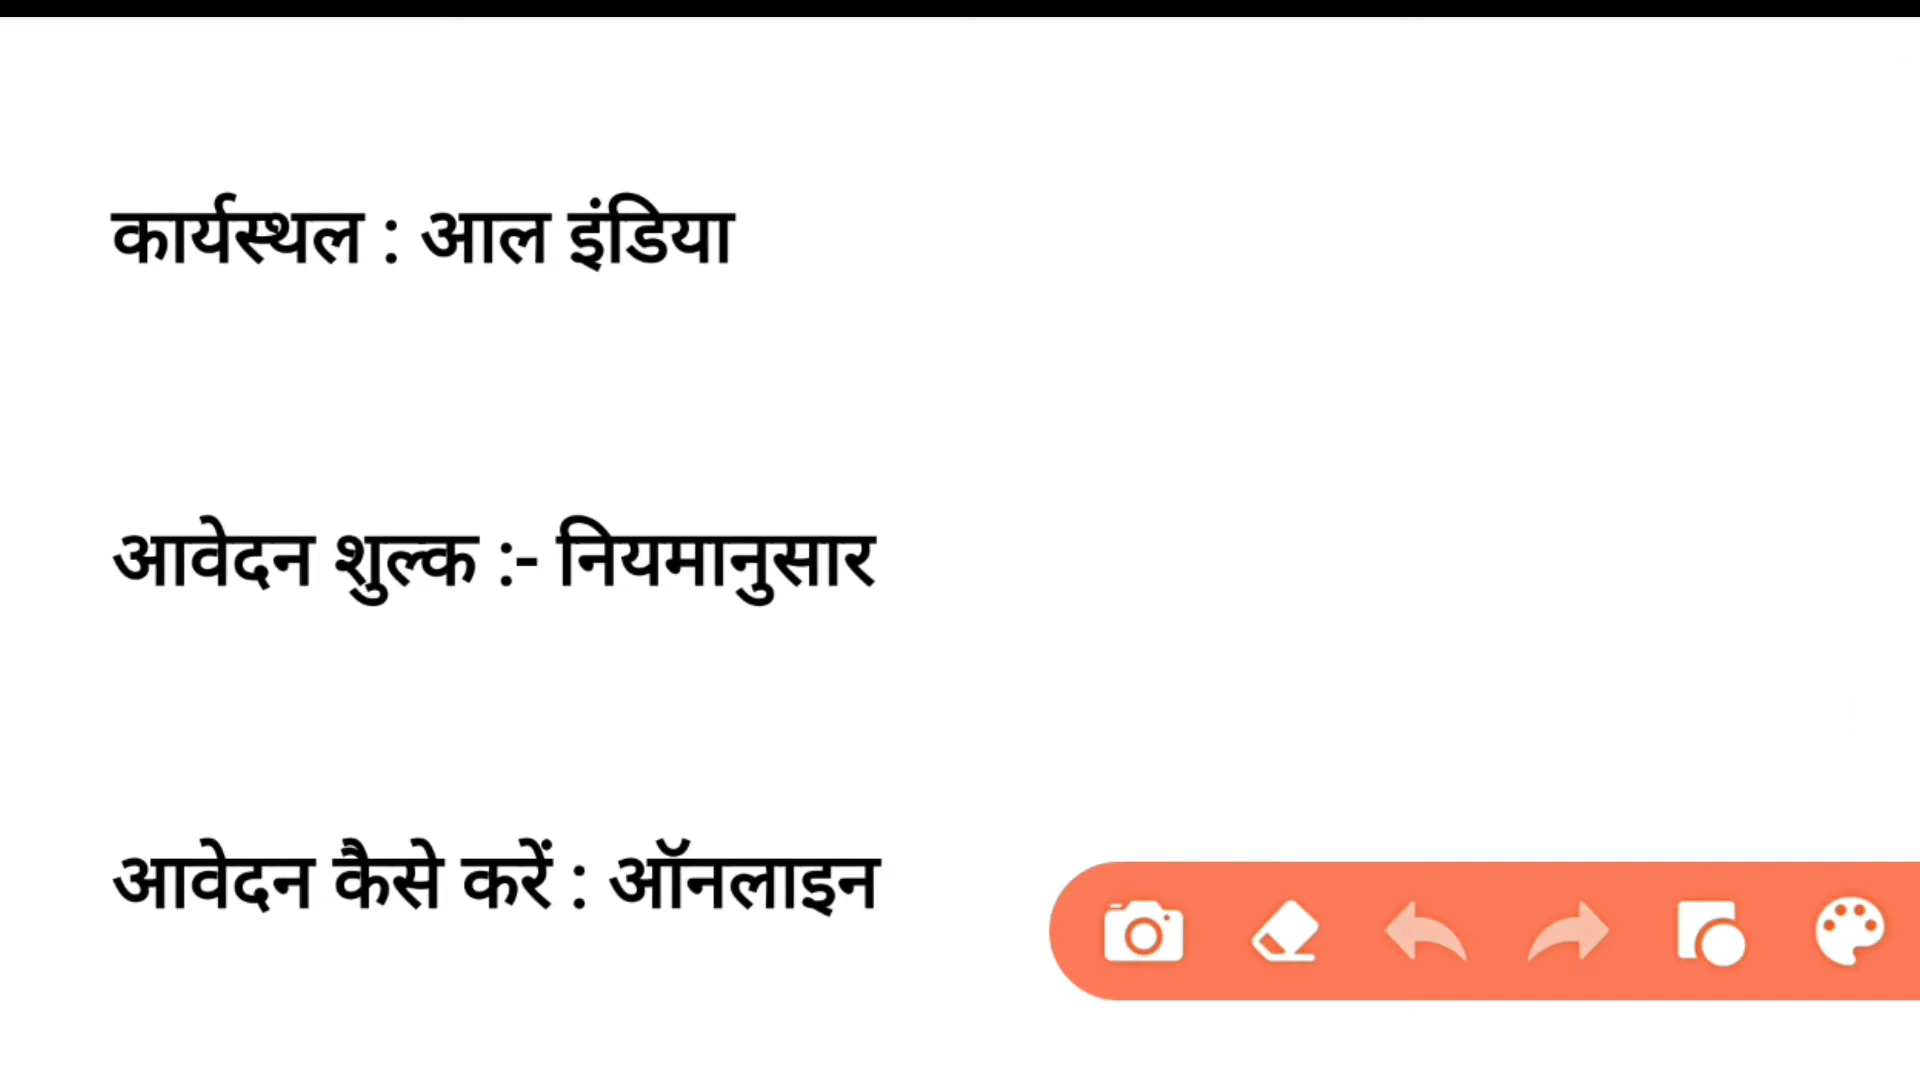 कार्यस्थल : आल इंडिया
आवेदन शुल्क :- नियमानुसार
आवेदन कैसे करें : ऑनलाइन